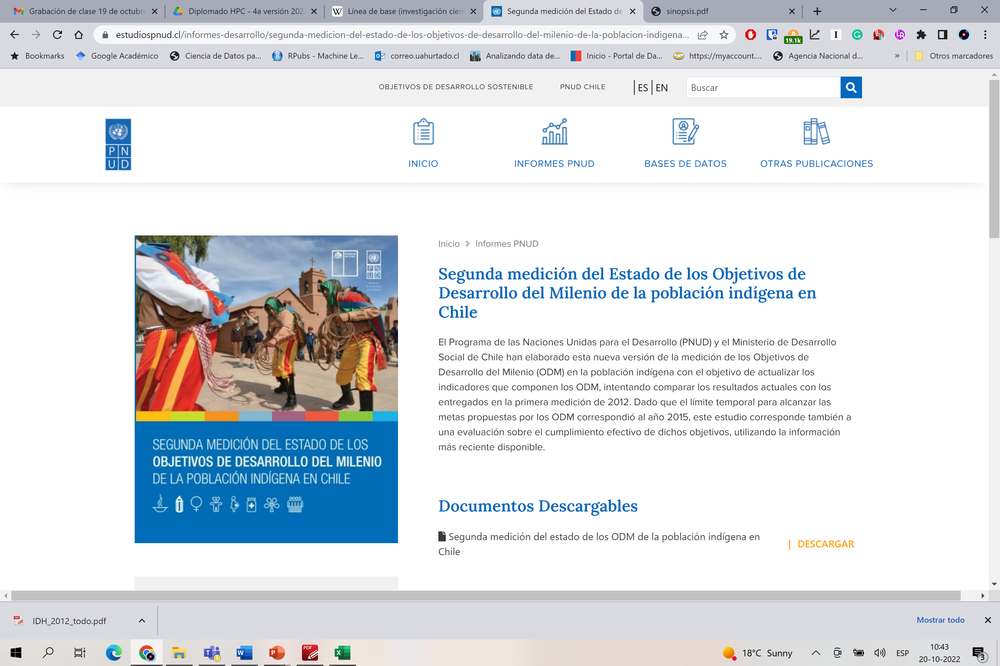 Grabación de clase 19 de octubre
Diplomado HPC - 4a versión 202
Línea de base (investigación cien
Segunda medición del Estado de
sinopsis.pdf
estudiospnud.cl/informes-desarrollo/segunda-medicion-del-estado-de-los-objetivos-de-desarrollo-del-milenio-de-la-poblacion-indigena...
19.1k
Bookmarks
Google Académico
Ciencia de Datos pa...
RPubs - Machine Le...
correo.uahurtado.cl
Analizando data de...
Inicio - Portal de Da...
https://myaccount....
Agencia Nacional d...
»
Otros marcadores
OBJETIVOS DE DESARROLLO SOSTENIBLE
PNUD CHILE
ES
EN
Buscar
PN
UD
INICIO
INFORMES PNUD
BASES DE DATOS
OTRAS PUBLICACIONES
Gobierno de Chile
PN
UD
SEGUNDA MEDICIÓN DEL ESTADO DE LOS
OBJETIVOS DE DESARROLLO DEL MILENIO
DE LA POBLACIÓN INDÍGENA EN CHILE
Inicio > Informes PNUD
Segunda medición del Estado de los Objetivos de
Desarrollo del Milenio de la población indígena en
Chile
El Programa de las Naciones Unidas para el Desarrollo (PNUD) y el Ministerio de Desarrollo
Social de Chile han elaborado esta nueva versión de la medición de los Objetivos de
Desarrollo del Milenio (ODM) en la población indígena con el objetivo de actualizar los
indicadores que componen los ODM, intentando comparar los resultados actuales con los
entregados en la primera medición de 2012. Dado que el límite temporal para alcanzar las
metas propuestas por los ODM correspondió al año 2015, este estudio corresponde también a
una evaluación sobre el cumplimiento efectivo de dichos objetivos, utilizando la información
más reciente disponible.
Documentos Descargables
Segunda medición del estado de los ODM de la población indígena en
Chile
| DESCARGAR
IDH_2012_todo.pdf
Mostrar todo
18°C Sunny
ESP
10:43
20-10-2022
3